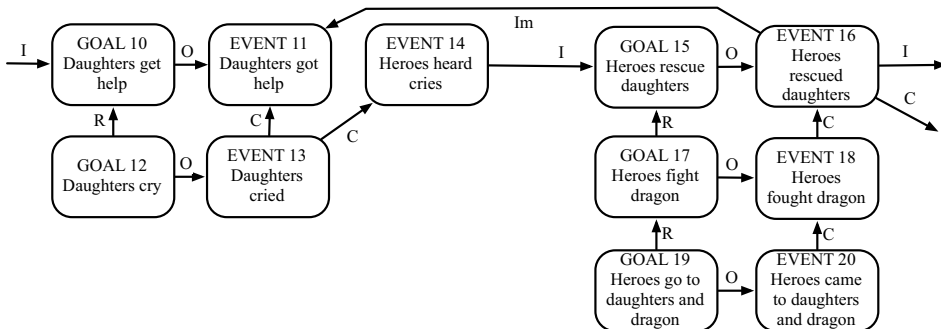 Im
I
GOAL 10
Daughters get
help
O
EVENT 11
Daughters got
help
EVENT 14
Heroes heard
cries
I
GOAL 15
Heroes rescue
daughters
O
EVENT 16
Heroes
rescued
daughters
I
C
R
C
C
R
C
GOAL 12
Daughters cry
O
EVENT 13
Daughters
cried
GOAL 17
Heroes fight
dragon
O
EVENT 18
Heroes
fought dragon
R
C
GOAL 19
Heroes go to
daughters and
dragon
O
EVENT 20
Heroes came
to daughters
and dragon